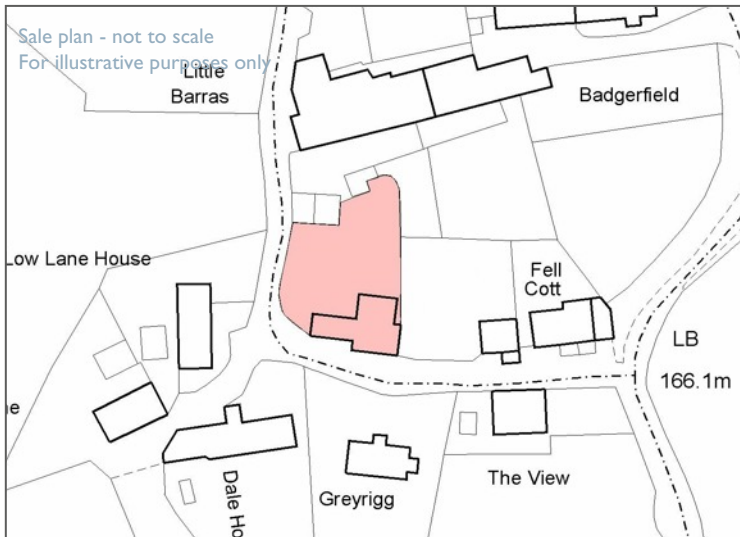 Sale plan - not to scale
For illustrative purposes only
Little
Barras
Badgerfield
Low Lane House
Fell
Cott
LB
166.1m
The View
Greyrigg
Dale Ho